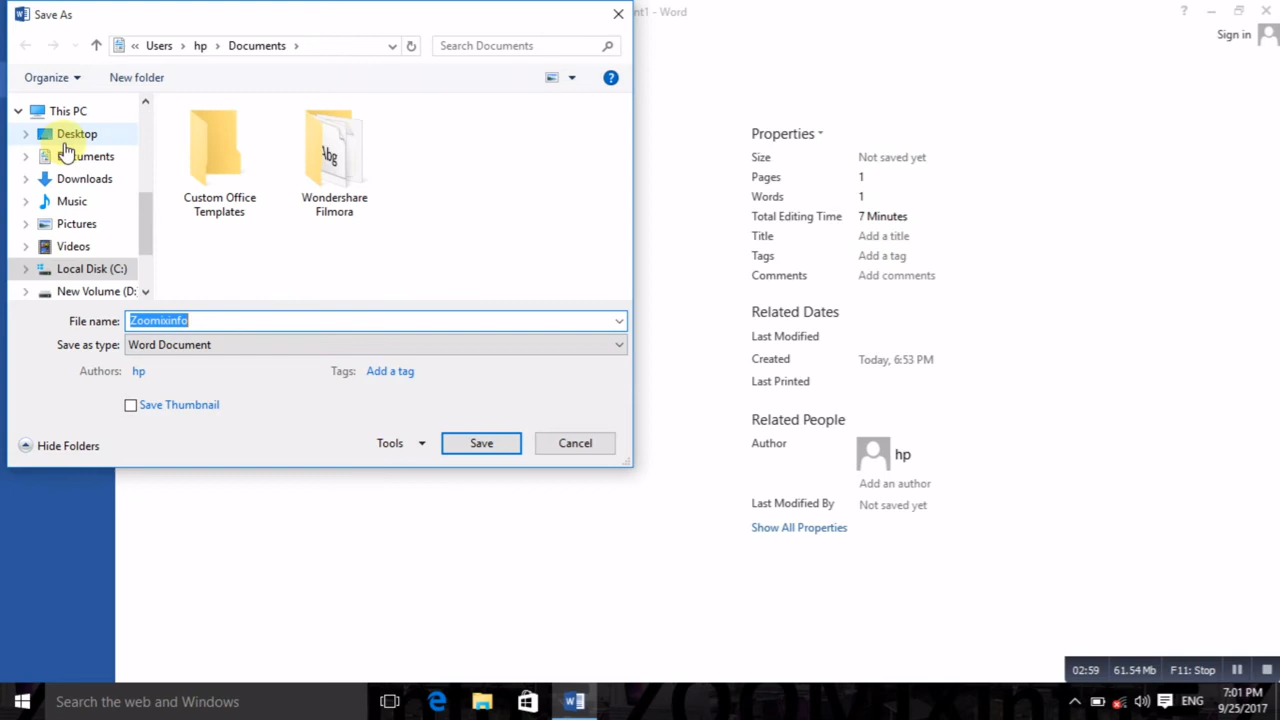 Save As
nt1 - Word
?
Sign in
Users
hp
Documents
Search Documents
Organize
New folder
?
This PC
Desktop
Downloads
Music
Pictures
Videos
Local Disk (C:)
New Volume (D:
Abg
Custom Office
Templates
Wondershare
Filmora
File name:
Zoomixinfo
Save as type:
Word Document
Authors:
hp
Tags:
Add a tag
Save Thumbnail
Hide Folders
Tools
Save
Cancel
Properties
Size
Not saved yet
Pages
1
Words
1
Total Editing Time
7 Minutes
Title
Add a title
Tags
Add a tag
Comments
Add comments
Related Dates
Last Modified
Created
Today, 6:53 PM
Last Printed
Related People
Author
hp
Add an author
Last Modified By
Not saved yet
Show All Properties
02:59
61.54 Mb
F11: Stop
Search the web and Windows
ENG
7:01 PM
9/25/2017